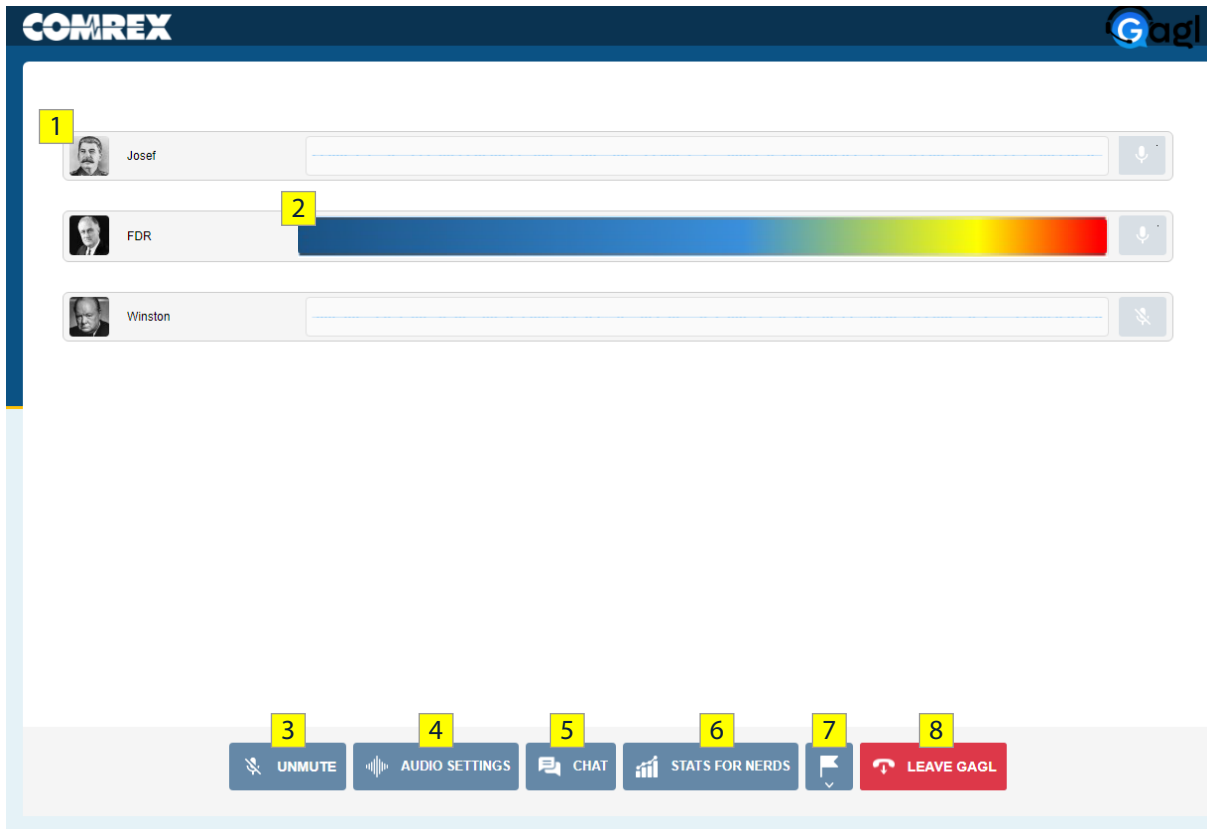 COMREX
Gagl
1
Josef
2
FDR
Winston
3 4 5 6 7 8
UNMUTE AUDIO SETTINGS CHAT STATS FOR NERDS LEAVE GAGL